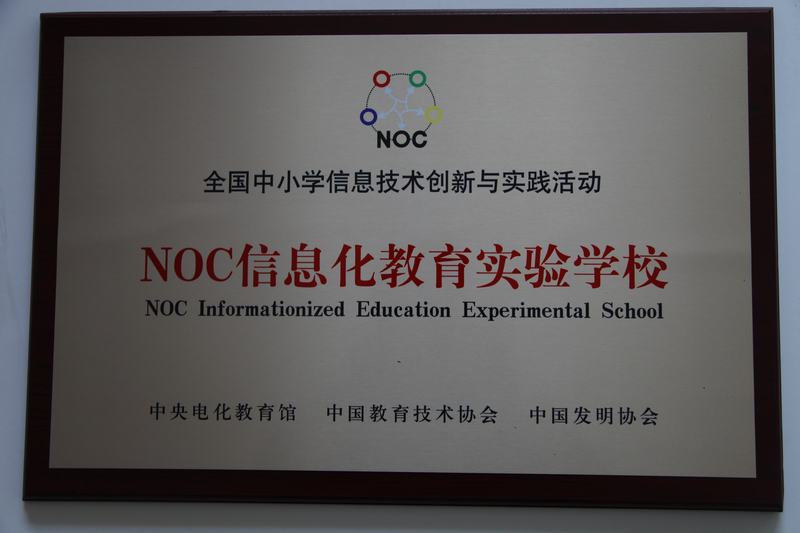 NOC
全国中小学信息技术创新与实践活动
NOC信息化教育实验学校
NOC Informationized Education Experimental School
中央电化教育馆 中国教育技术协会 中国发明协会